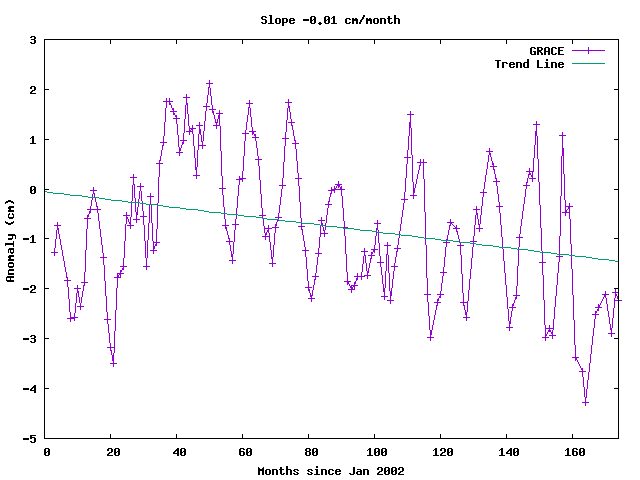 Slope -0.01 cm/month
GRACE
Trend Line
3
2
1
0
-1
-2
-3
-4
-5
Anomaly (cm)
0 20 40 60 80 100 120 140 160
Months since Jan 2002